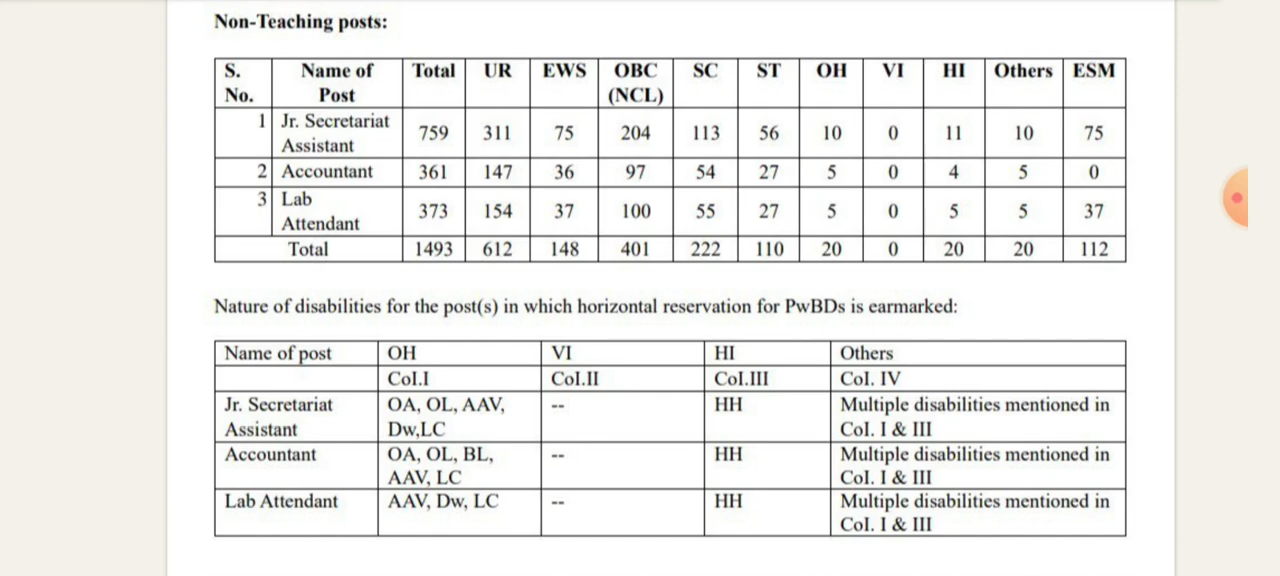 Non-Teaching posts:
S. No. Name of Post Total UR EWS OBC (NCL) SC ST OH VI HI Others ESM
1 Jr. Secretariat Assistant 759 311 75 204 113 56 10 0 11 10 75
2 Accountant 361 147 36 97 54 27 5 0 4 5 0
3 Lab Attendant 373 154 37 100 55 27 5 0 5 5 37
Total 1493 612 148 401 222 110 20 0 20 20 112
Nature of disabilities for the post(s) in which horizontal reservation for PwBDs is earmarked:
Name of post OH VI HI Others
CoI.I CoI.II CoI.III CoI. IV
Jr. Secretariat Assistant OA, OL, AAV, Dw,LC -- HH Multiple disabilities mentioned in CoI. I & III
Accountant OA, OL, BL, AAV, LC -- HH Multiple disabilities mentioned in CoI. I & III
Lab Attendant AAV, Dw, LC -- HH Multiple disabilities mentioned in CoI. I & III